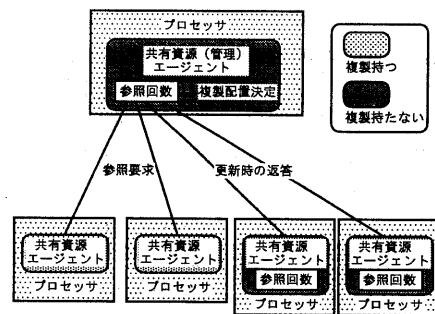 プロセッサ
共有資源（管理）
エージェント
参照回数
複製配置決定
複製持つ
複製持たない
参照要求
更新時の返答
共有資源
エージェント
プロセッサ
共有資源
エージェント
プロセッサ
共有資源
エージェント
参照回数
プロセッサ
共有資源
エージェント
参照回数
プロセッサ